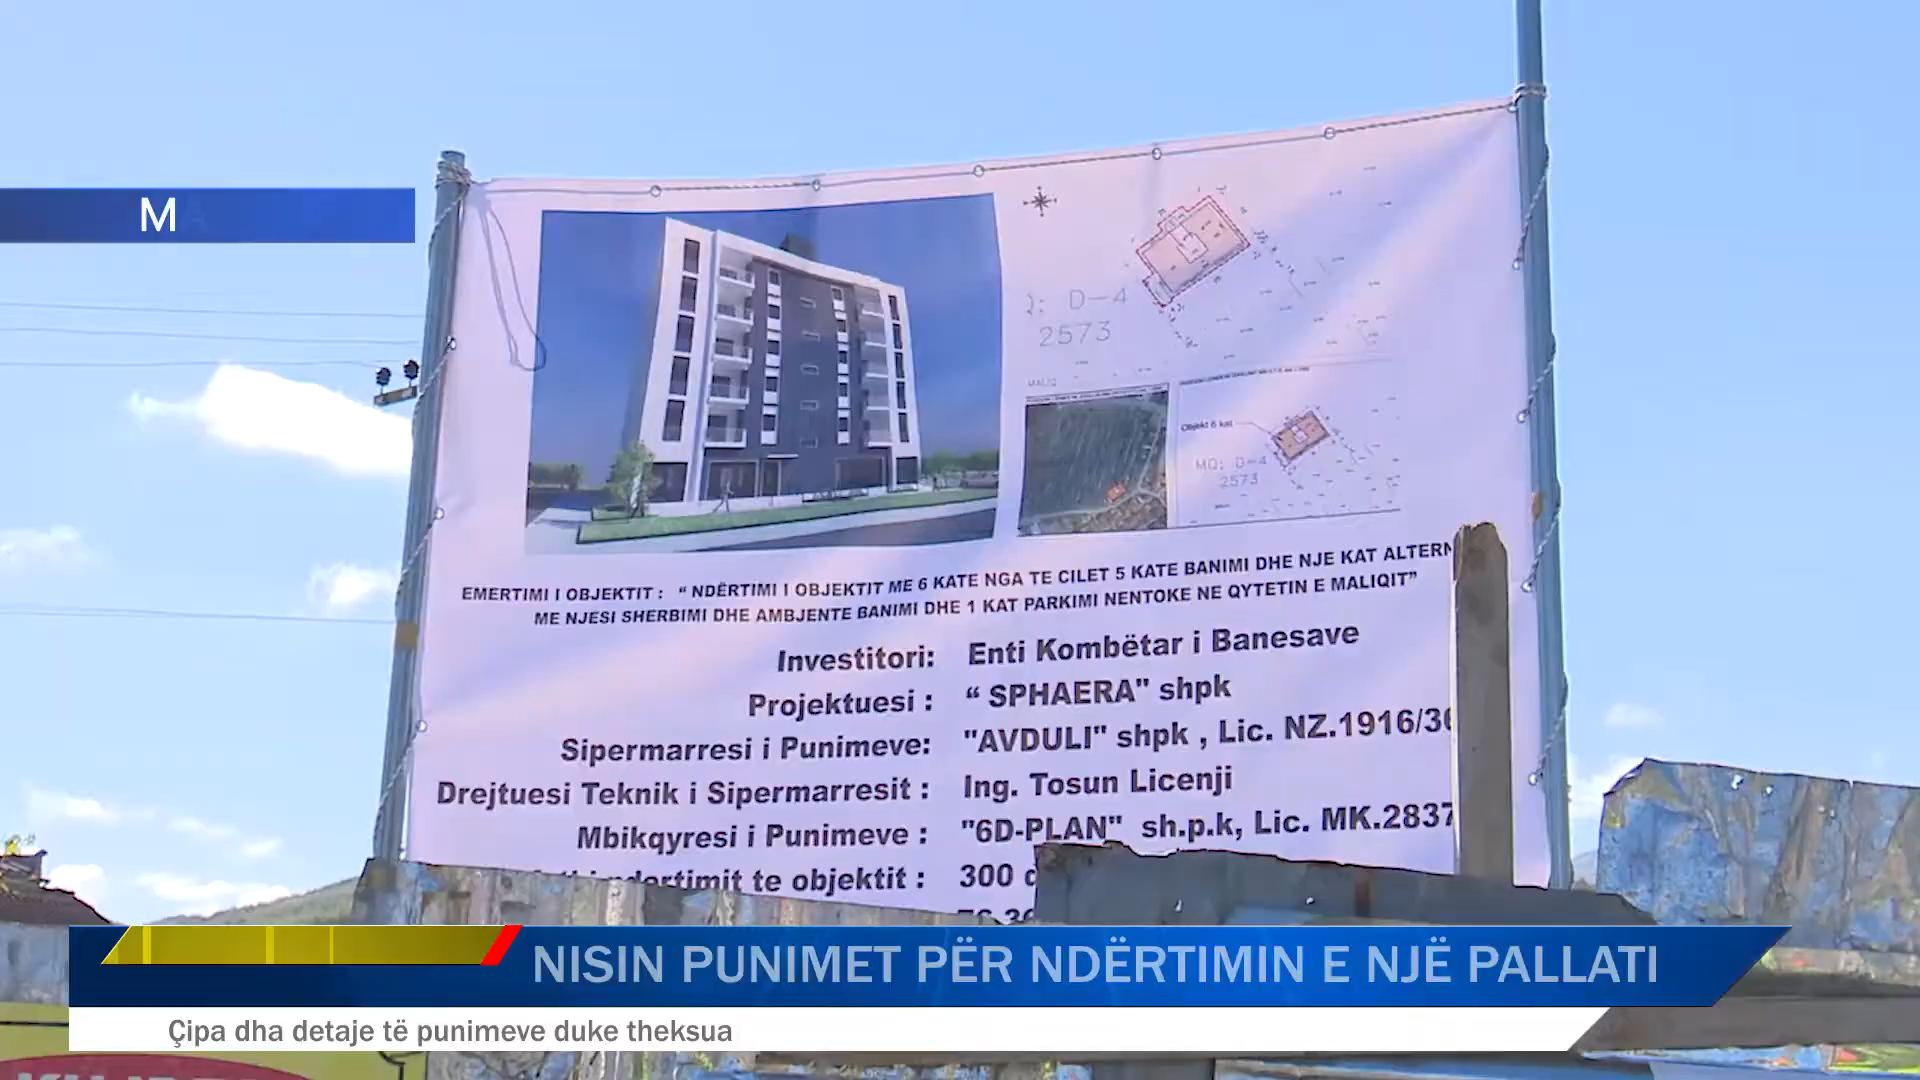 M
Q: D-4
2573
MALIQ
Objekt 6 kat
MQ: D-4
2573
EMERTIMI I OBJEKTIT : “ NDËRTIMI I OBJEKTIT ME 6 KATE NGA TE CILET 5 KATE BANIMI DHE NJE KAT ALTERN
ME NJESI SHERBIMI DHE AMBJENTE BANIMI DHE 1 KAT PARKIMI NENTOKE NE QYTETIN E MALIQIT”
Investitori: Enti Kombëtar i Banesave
Projektuesi : “ SPHAERA" shpk
Sipermarresi i Punimeve: "AVDULI" shpk , Lic. NZ.1916/36
Drejtuesi Teknik i Sipermarresit : Ing. Tosun Licenji
Mbikqyresi i Punimeve : "6D-PLAN" sh.p.k, Lic. MK.2837
ndertimit te objektit : 300 d
NISIN PUNIMET PËR NDËRTIMIN E NJË PALLATI
Çipa dha detaje të punimeve duke theksua